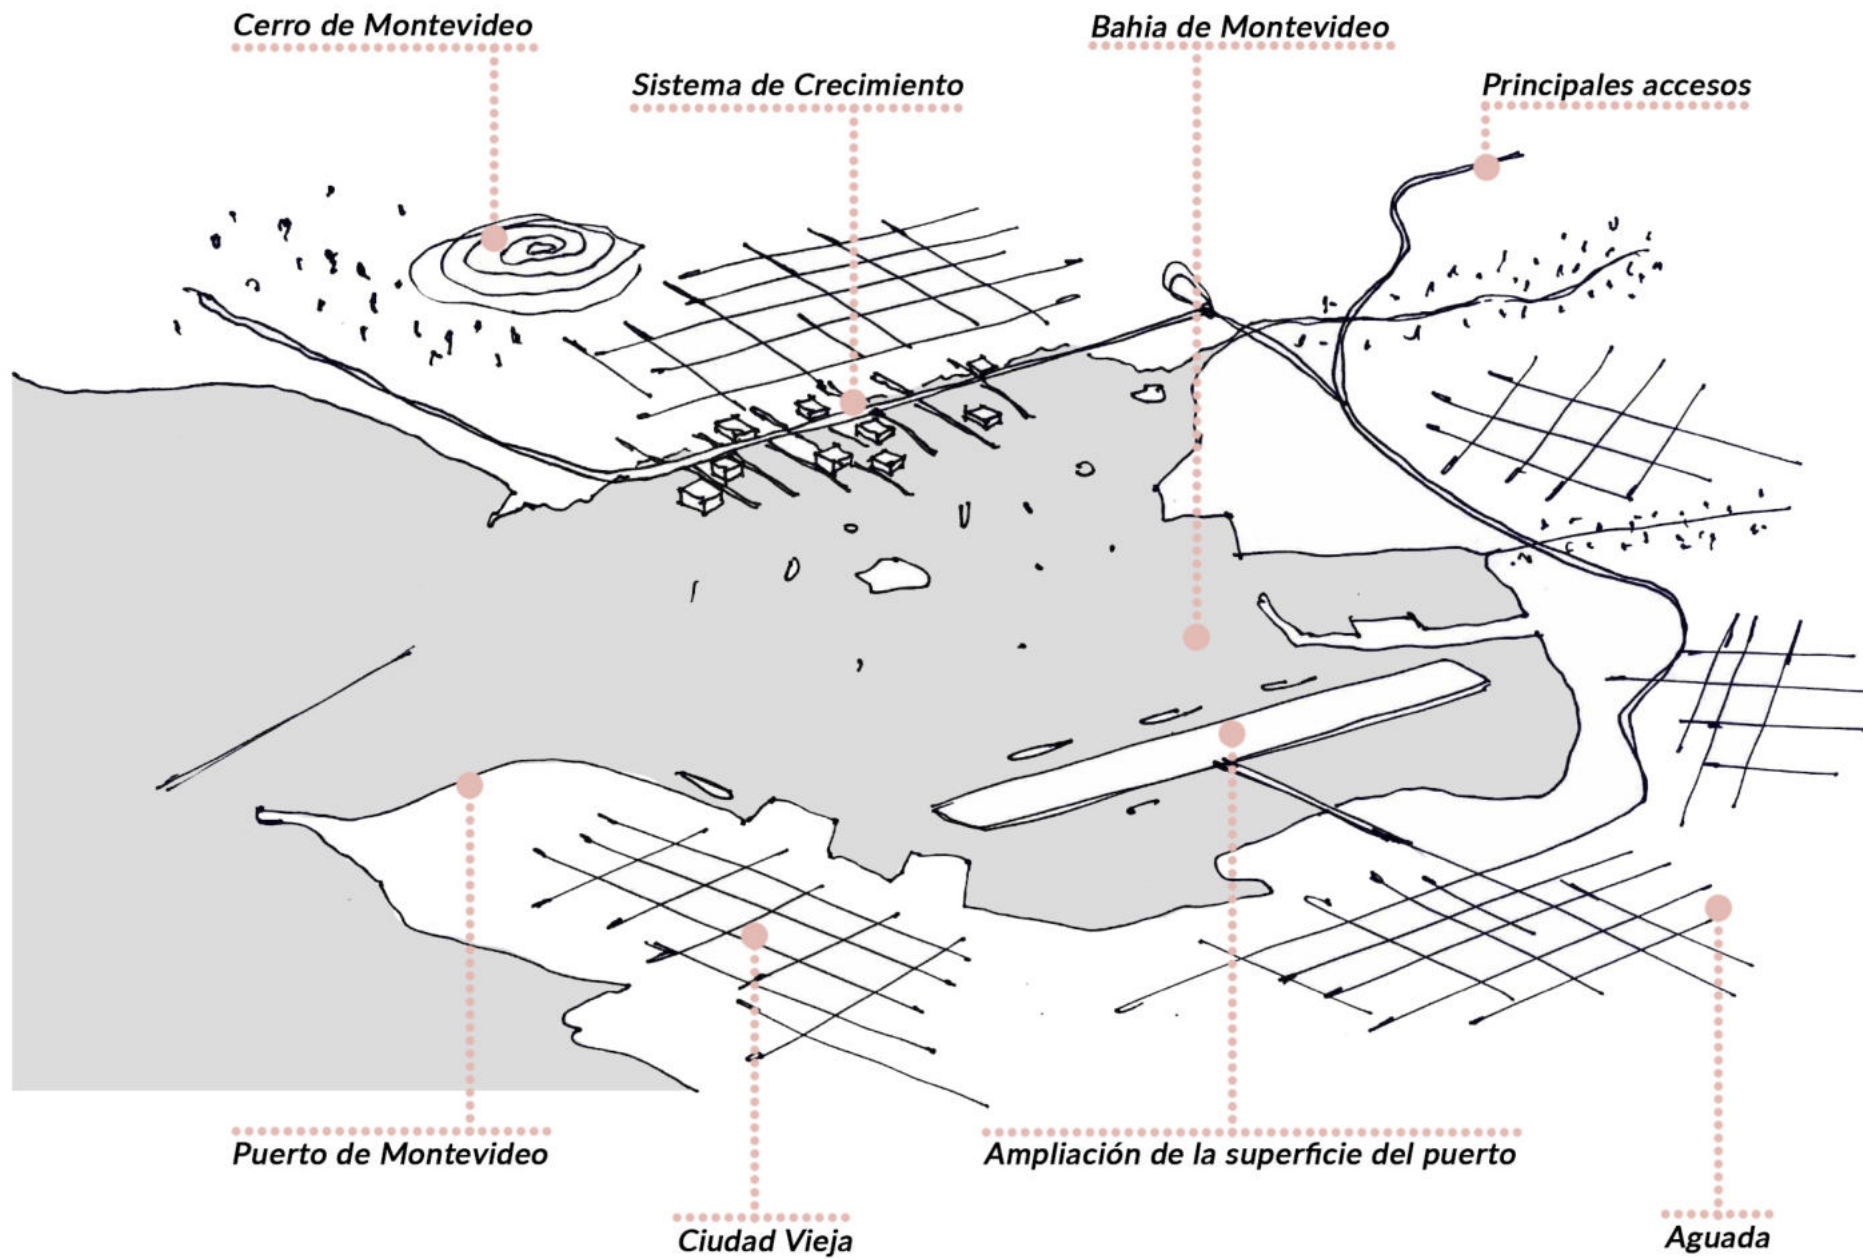 Cerro de Montevideo
Bahia de Montevideo
Sistema de Crecimiento
Principales accesos
Puerto de Montevideo
Ampliación de la superficie del puerto
Ciudad Vieja
Aguada